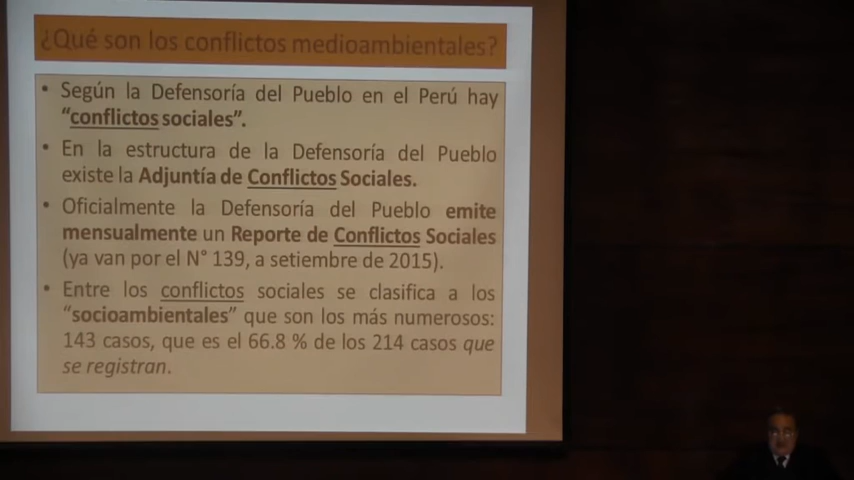 ¿Qué son los conflictos medioambientales?
• Según la Defensoría del Pueblo en el Perú hay
“conflictos sociales”.
• En la estructura de la Defensoría del Pueblo
existe la Adjuntía de Conflictos Sociales.
• Oficialmente la Defensoría del Pueblo emite
mensualmente un Reporte de Conflictos Sociales
(ya van por el N° 139, a setiembre de 2015).
• Entre los conflictos sociales se clasifica a los
“socioambientales” que son los más numerosos:
143 casos, que es el 66.8 % de los 214 casos que
se registran.